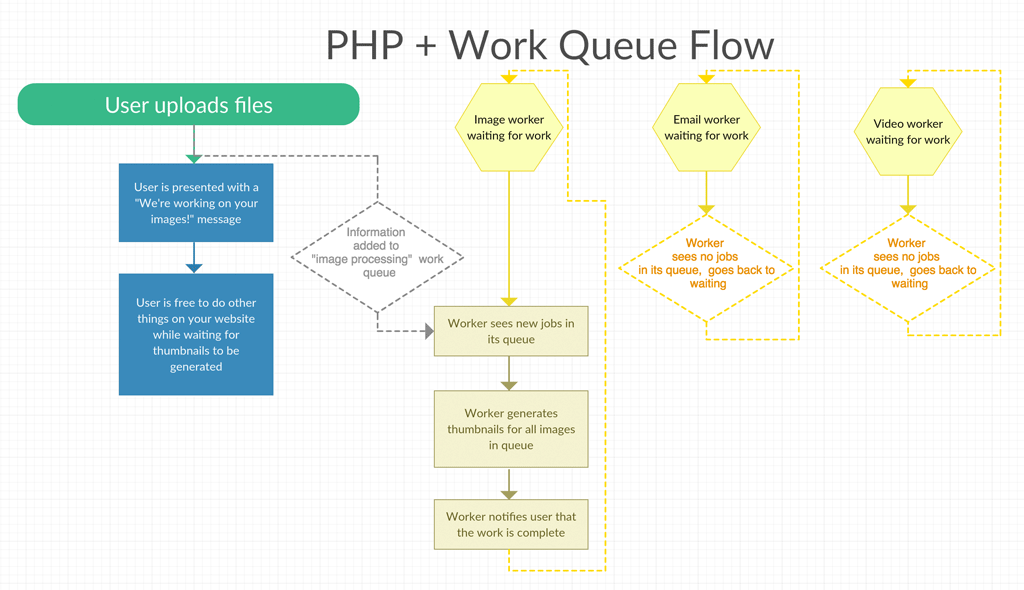 PHP + Work Queue Flow
User uploads files
User is presented with a
"We're working on your
images!" message
User is free to do other
things on your website
while waiting for
thumbnails to be
generated
Information
added to
"image processing" work
queue
Image worker
waiting for work
Worker sees new jobs in
its queue
Worker generates
thumbnails for all images
in queue
Worker notifies user that
the work is complete
Email worker
waiting for work
Worker
sees no jobs
in its queue, goes back to
waiting
Video worker
waiting for work
Worker
sees no jobs
in its queue, goes back to
waiting